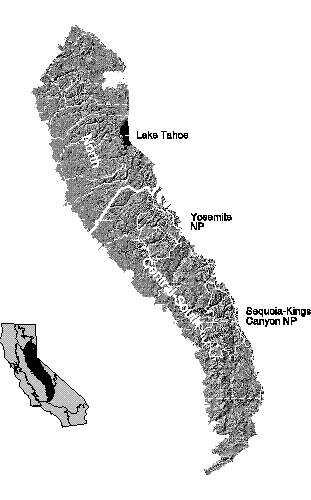 Lake Tahoe
North
Yosemite
NP
Central-South
Sequoia-Kings
Canyon NP